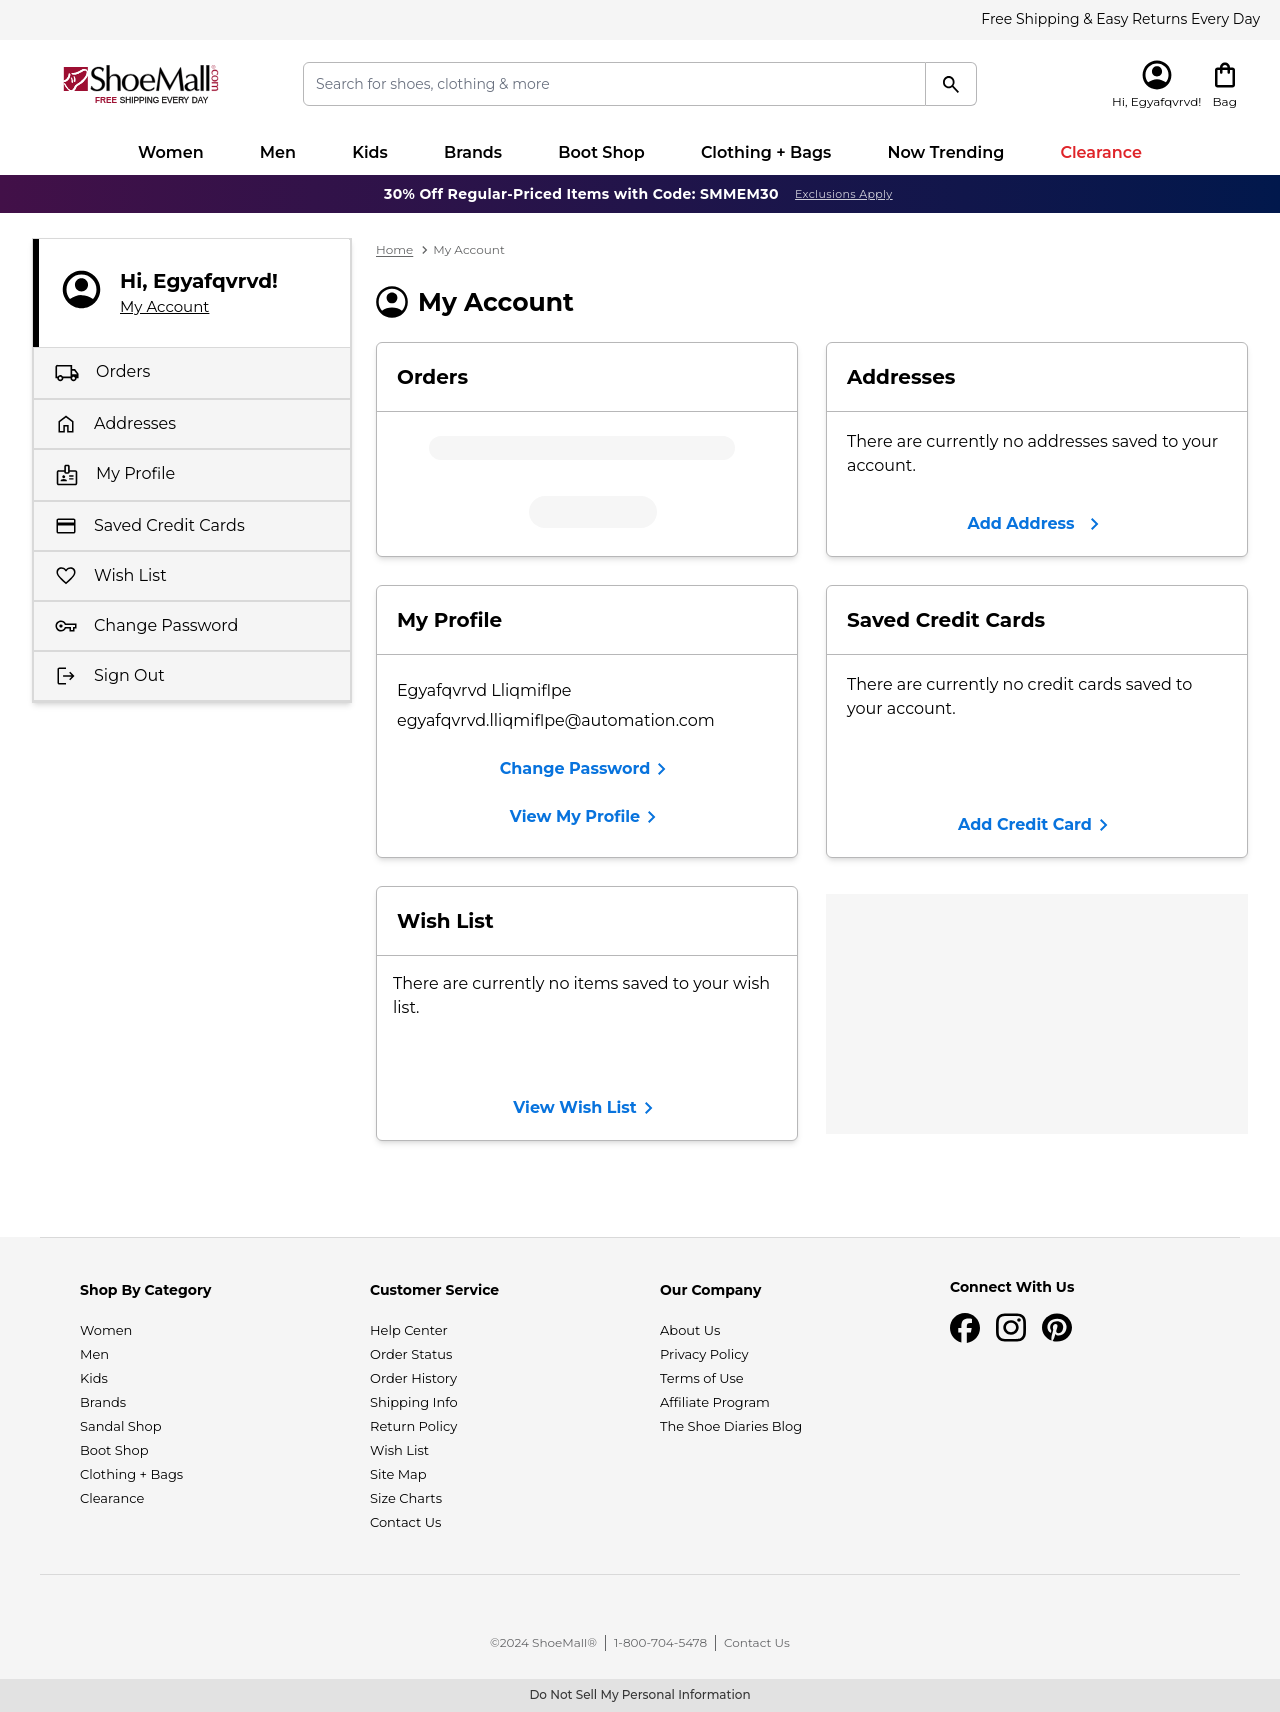 Free Shipping & Easy Returns Every Day
ShoeMall.com
FREE SHIPPING EVERY DAY
Search for shoes, clothing & more
Hi, Egyafqvrvd!
Bag
Women
Men
Kids
Brands
Boot Shop
Clothing + Bags
Now Trending
Clearance
30% Off Regular-Priced Items with Code: SMMEM30
Exclusions Apply
Hi, Egyafqvrvd!
My Account
Orders
Addresses
My Profile
Saved Credit Cards
Wish List
Change Password
Sign Out
Home
My Account
My Account
Orders
Addresses
There are currently no addresses saved to your
account.
Add Address
My Profile
Egyafqvrvd Lliqmiflpe
egyafqvrvd.lliqmiflpe@automation.com
Change Password
View My Profile
Saved Credit Cards
There are currently no credit cards saved to
your account.
Add Credit Card
Wish List
There are currently no items saved to your wish
list.
View Wish List
Shop By Category
Women
Men
Kids
Brands
Sandal Shop
Boot Shop
Clothing + Bags
Clearance
Customer Service
Help Center
Order Status
Order History
Shipping Info
Return Policy
Wish List
Site Map
Size Charts
Contact Us
Our Company
About Us
Privacy Policy
Terms of Use
Affiliate Program
The Shoe Diaries Blog
Connect With Us
©2024 ShoeMall®
1-800-704-5478
Contact Us
Do Not Sell My Personal Information